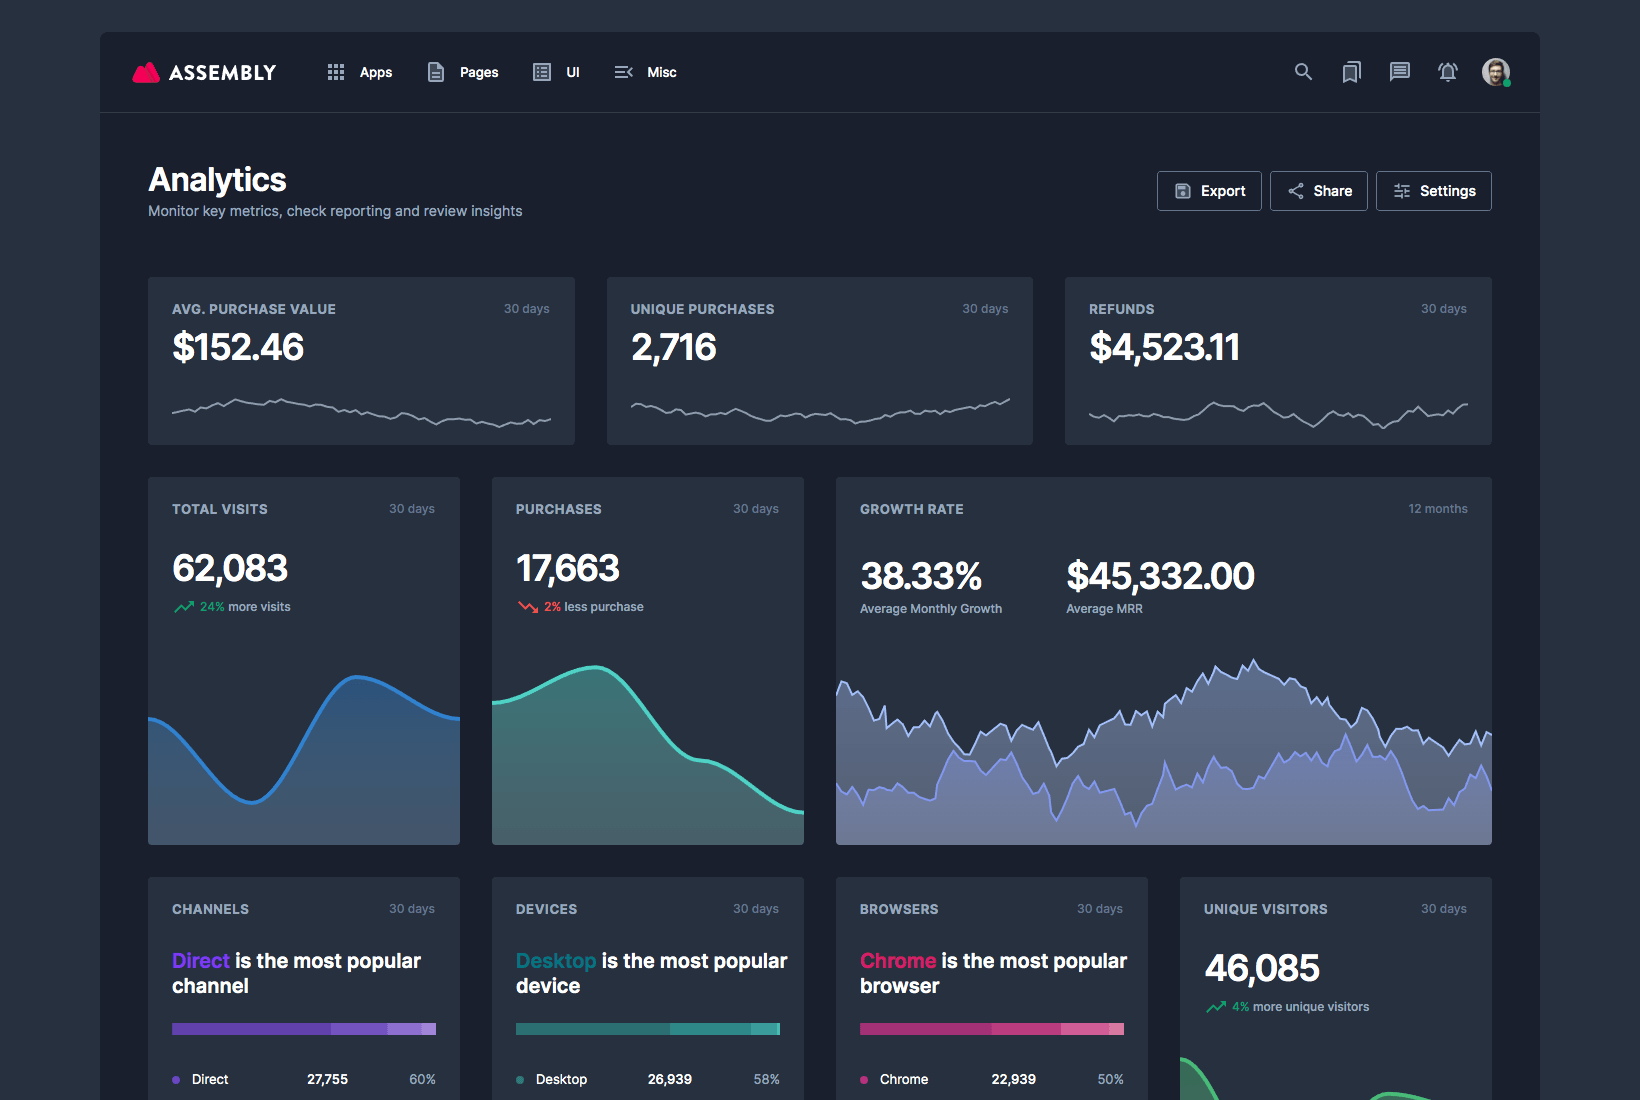 ASSEMBLY Apps Pages UI Misc
Analytics
Monitor key metrics, check reporting and review insights
Export Share Settings
AVG. PURCHASE VALUE 30 days
$152.46
UNIQUE PURCHASES 30 days
2,716
REFUNDS 30 days
$4,523.11
TOTAL VISITS 30 days
62,083
24% more visits
PURCHASES 30 days
17,663
2% less purchase
GROWTH RATE 12 months
38.33% $45,332.00
Average Monthly Growth Average MRR
CHANNELS 30 days
Direct is the most popular
channel
Direct 27,755 60%
DEVICES 30 days
Desktop is the most popular
device
Desktop 26,939 58%
BROWSERS 30 days
Chrome is the most popular
browser
Chrome 22,939 50%
UNIQUE VISITORS 30 days
46,085
4% more unique visitors